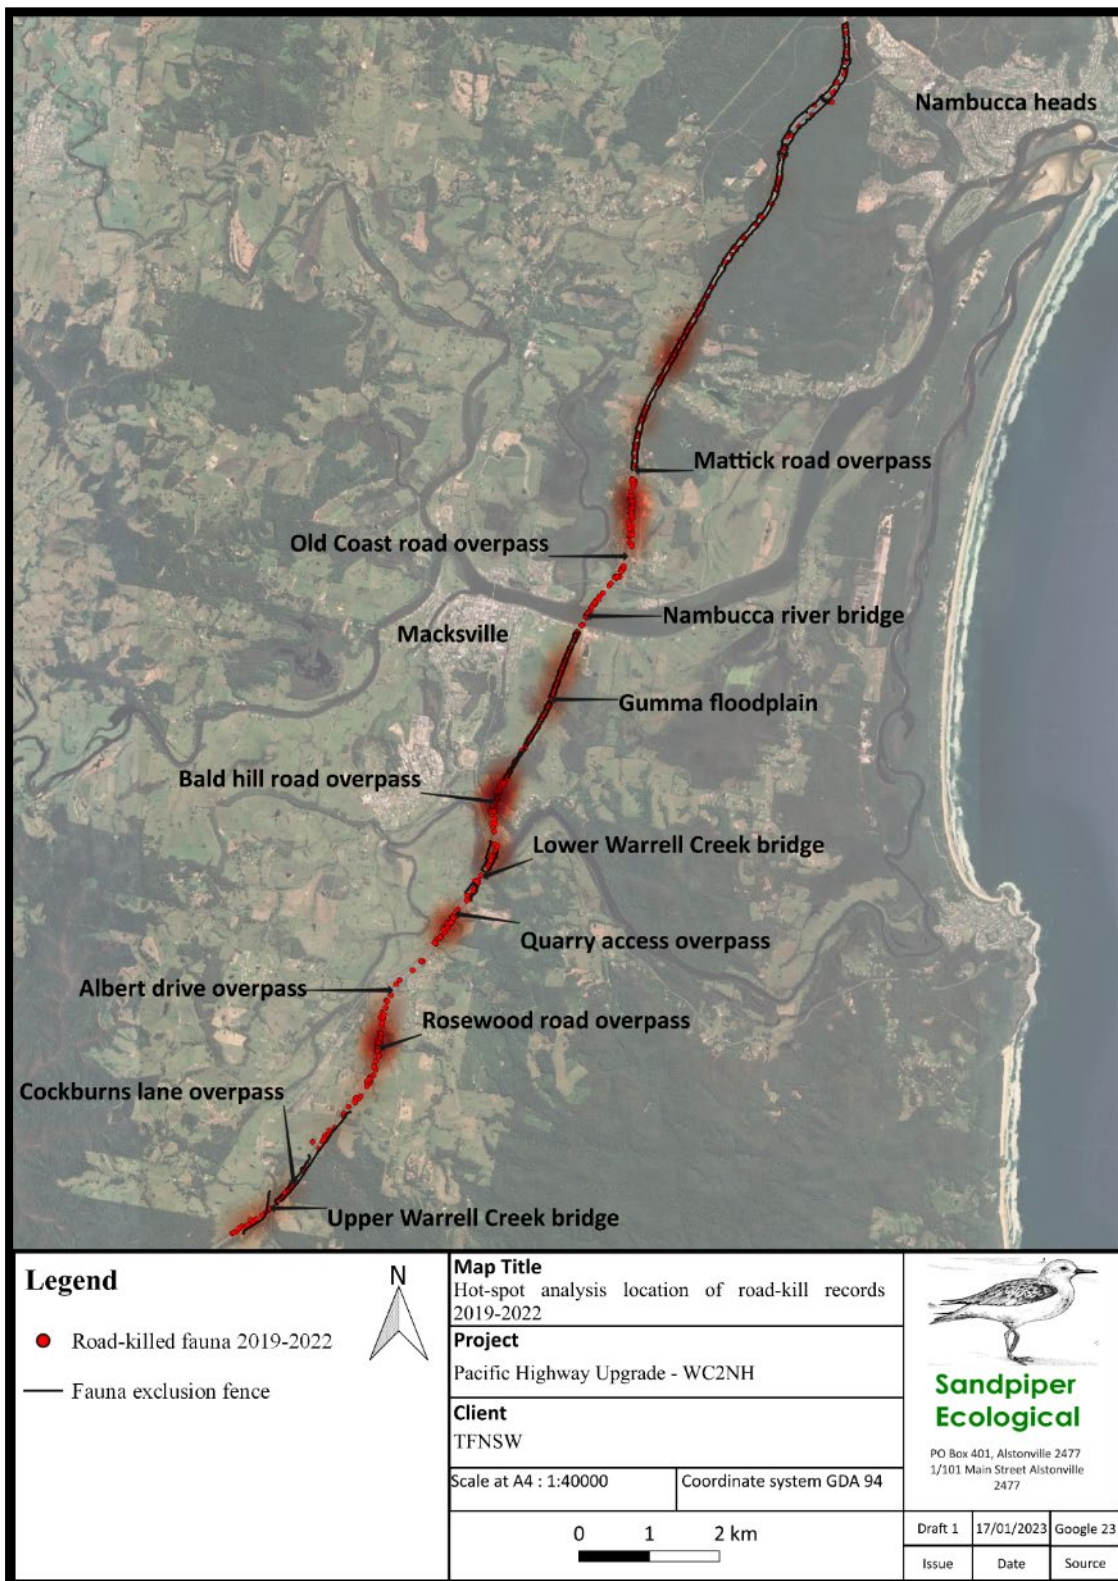 Nambucca heads
Mattick road overpass
Old Coast road overpass
Nambucca river bridge
Macksville
Gumma floodplain
Bald hill road overpass
Lower Warrell Creek bridge
Quarry access overpass
Albert drive overpass
Rosewood road overpass
Cockburns lane overpass
Upper Warrell Creek bridge
Legend
N
Road-killed fauna 2019-2022
Fauna exclusion fence
Map Title
Hot-spot analysis location of road-kill records
2019-2022
Project
Pacific Highway Upgrade - WC2NH
Client
TFNSW
Scale at A4 : 1:40000
Coordinate system GDA 94
0 1 2 km
Sandpiper
Ecological
PO Box 401, Alstonville 2477
1/101 Main Street Alstonville
2477
Draft 1 17/01/2023 Google 23
Issue Date Source